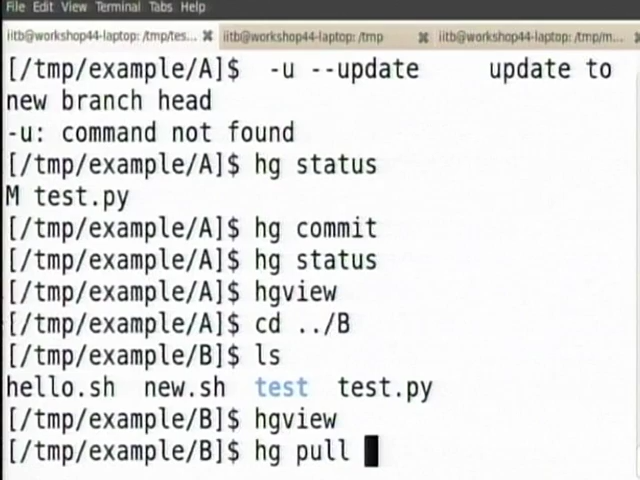 File Edit View Terminal Tabs Help
iitb@workshop44-laptop: /tmp/tes... iitb@workshop44-laptop: /tmp iitb@workshop44-laptop: /tmp/m...
[/tmp/example/A]$  -u --update     update to
new branch head
-u: command not found
[/tmp/example/A]$ hg status
M test.py
[/tmp/example/A]$ hg commit
[/tmp/example/A]$ hg status
[/tmp/example/A]$ hgview
[/tmp/example/A]$ cd ../B
[/tmp/example/B]$ ls
hello.sh  new.sh  test  test.py
[/tmp/example/B]$ hgview
[/tmp/example/B]$ hg pull